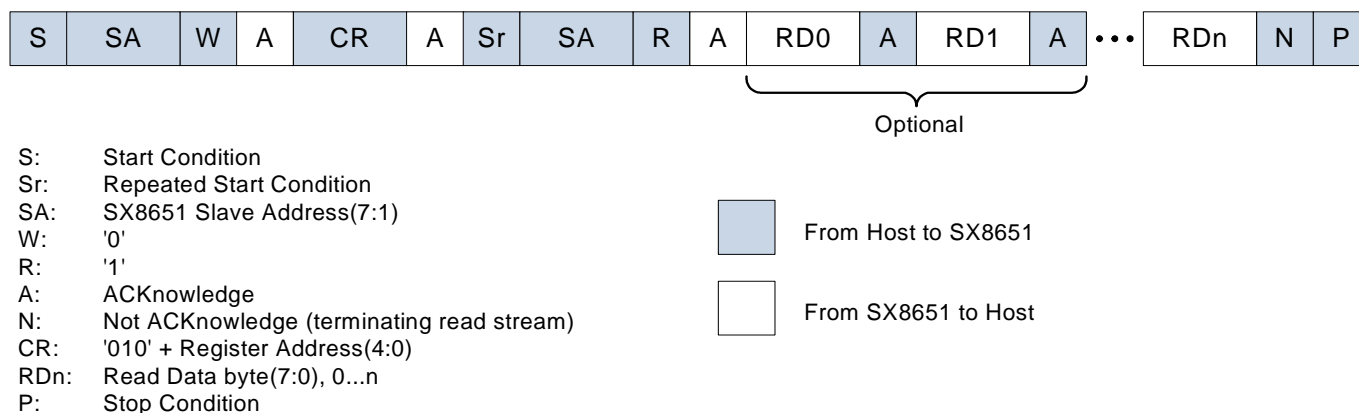 S SA W A CR A Sr SA R A RD0 A RD1 A ••• RDn N P
Optional
S: Start Condition
Sr: Repeated Start Condition
SA: SX8651 Slave Address(7:1)
W: '0'
R: '1'
A: ACKnowledge
N: Not ACKnowledge (terminating read stream)
CR: '010' + Register Address(4:0)
RDn: Read Data byte(7:0), 0...n
P: Stop Condition
From Host to SX8651
From SX8651 to Host